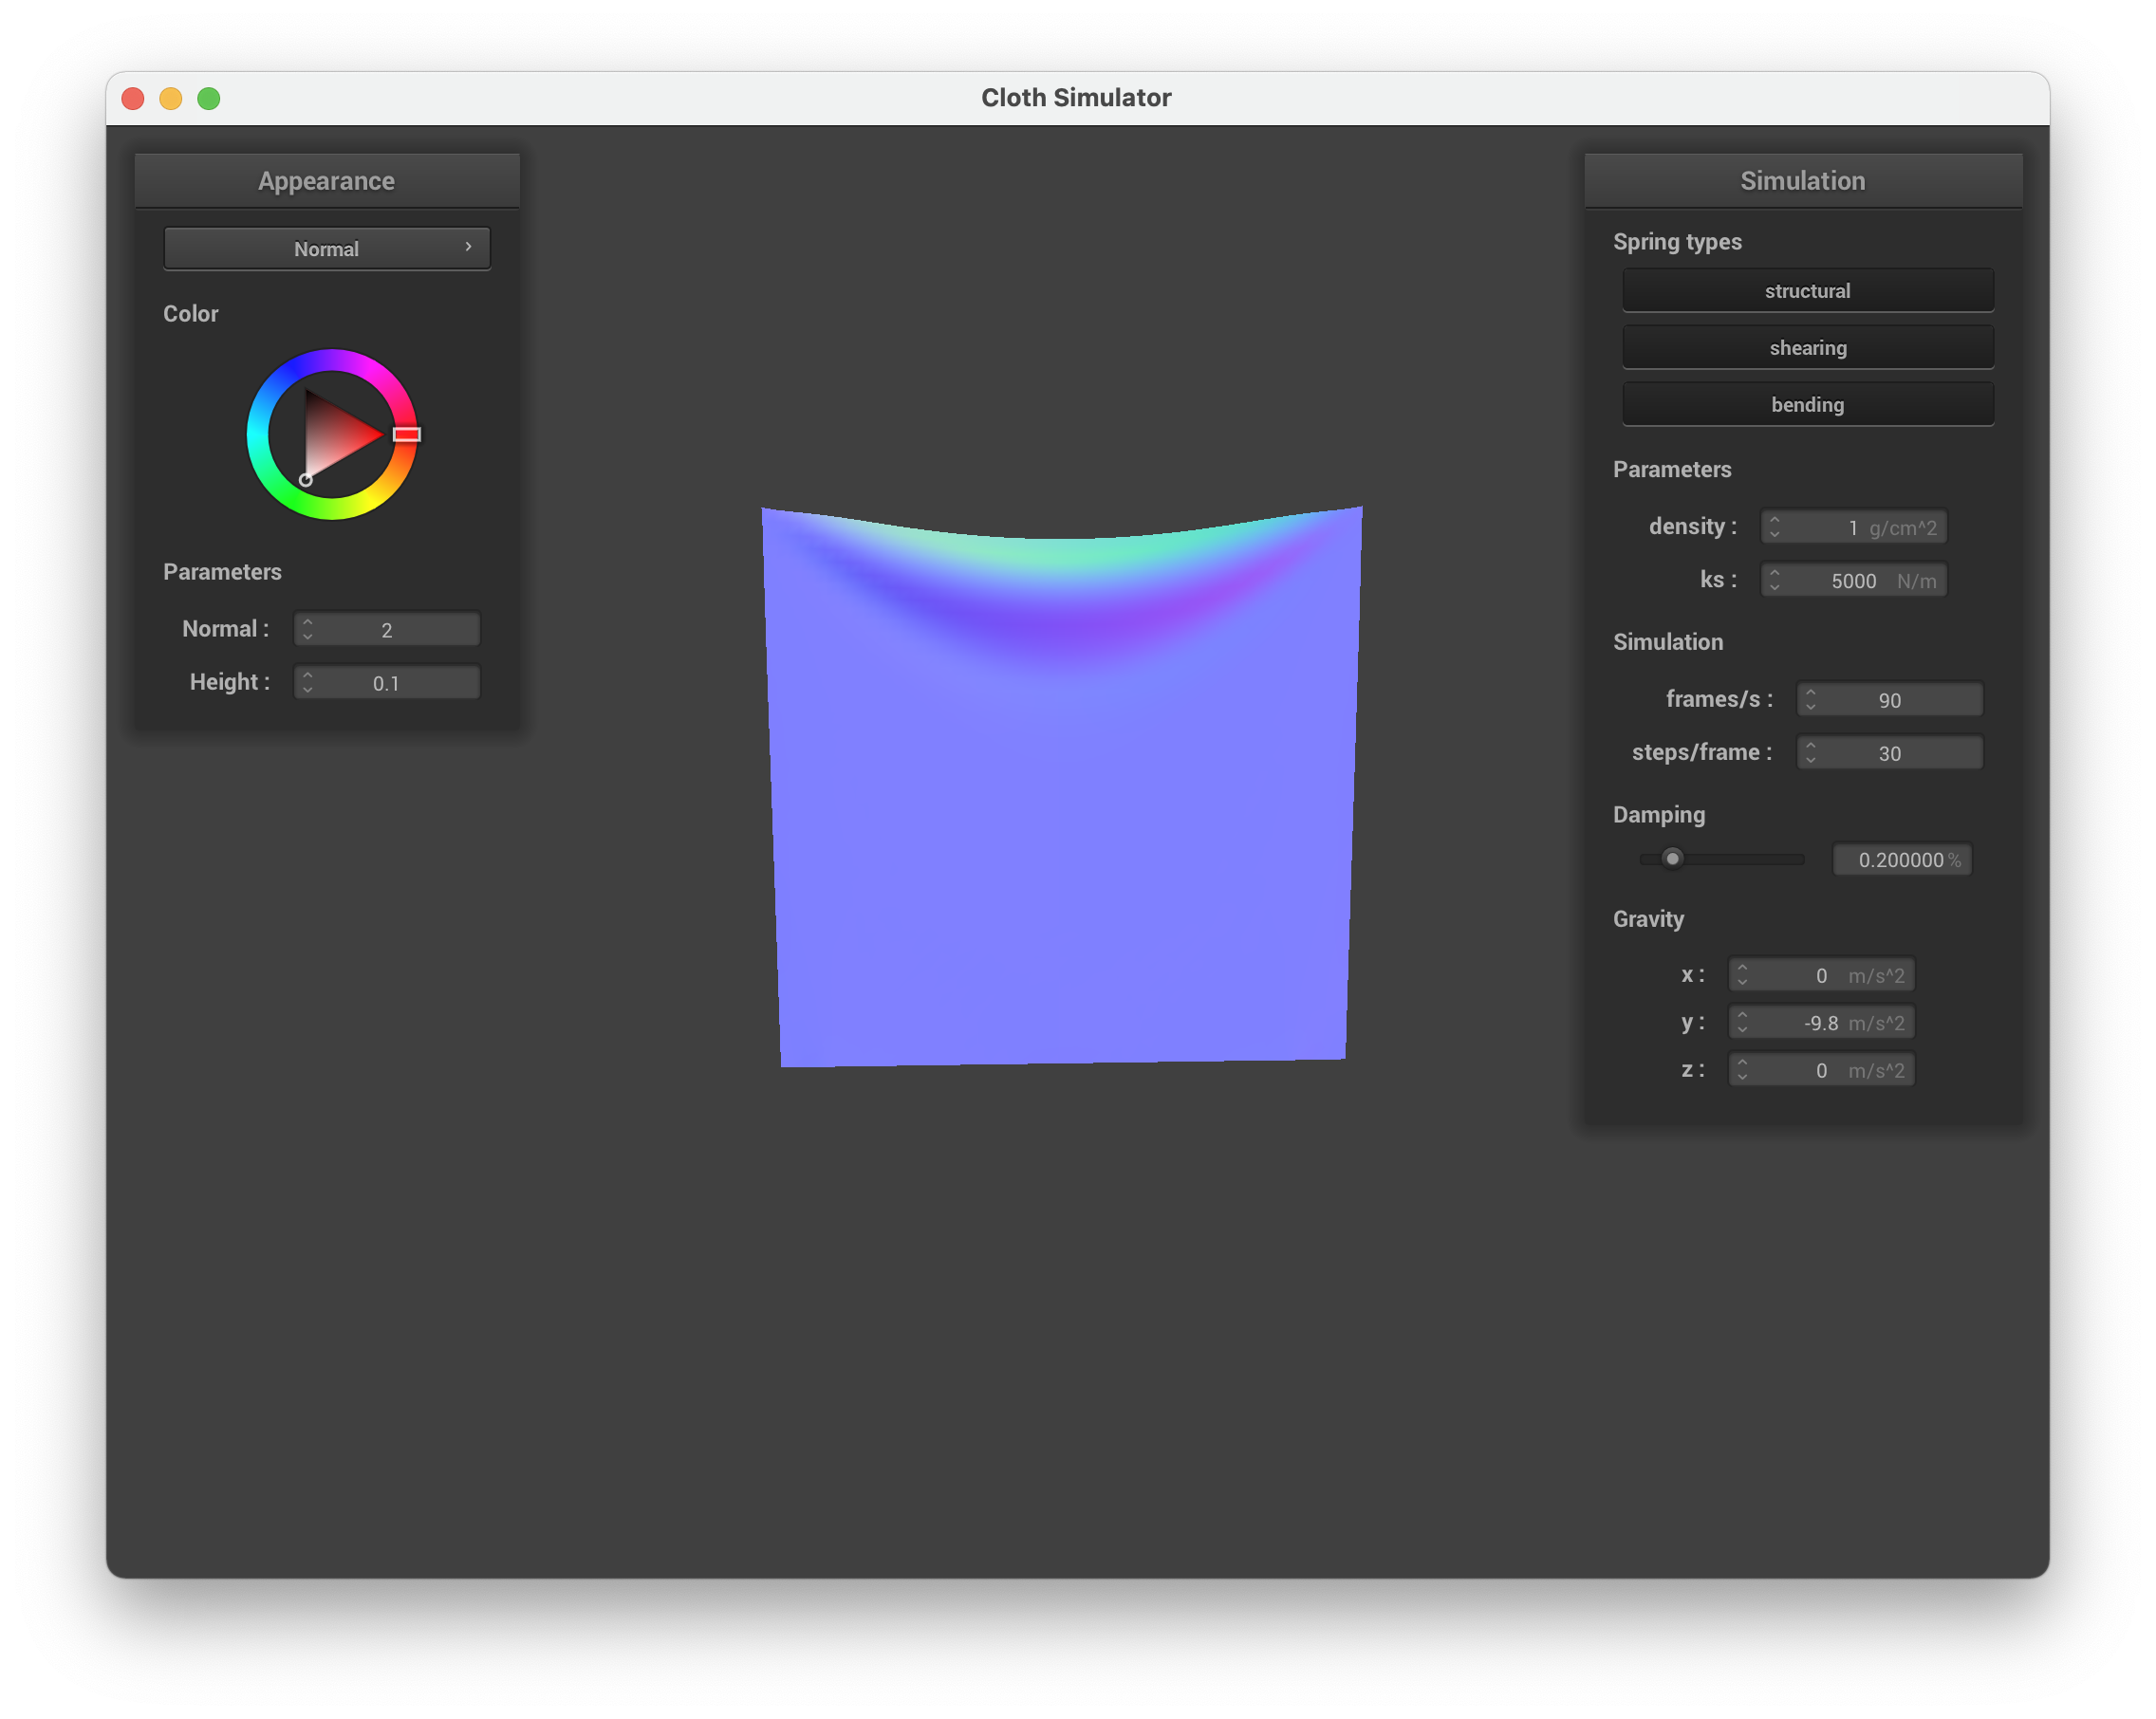 Cloth Simulator
Appearance
Normal
Color
Parameters
Normal : 2
Height : 0.1
Simulation
Spring types
structural
shearing
bending
Parameters
density : 1 g/cm^2
ks : 5000 N/m
Simulation
frames/s : 90
steps/frame : 30
Damping
0.200000 %
Gravity
x : 0 m/s^2
y : -9.8 m/s^2
z : 0 m/s^2